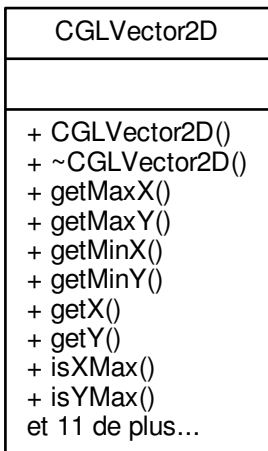 CGLVector2D
+ CGLVector2D()
+ ~CGLVector2D()
+ getMaxX()
+ getMaxY()
+ getMinX()
+ getMinY()
+ getX()
+ getY()
+ isXMax()
+ isYMax()
et 11 de plus...